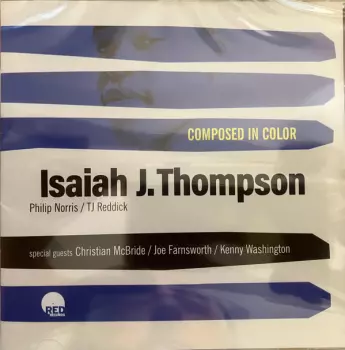 COMPOSED IN COLOR
Isaiah J. Thompson
Philip Norris / TJ Reddick
special guests Christian McBride / Joe Farnsworth / Kenny Washington
RED